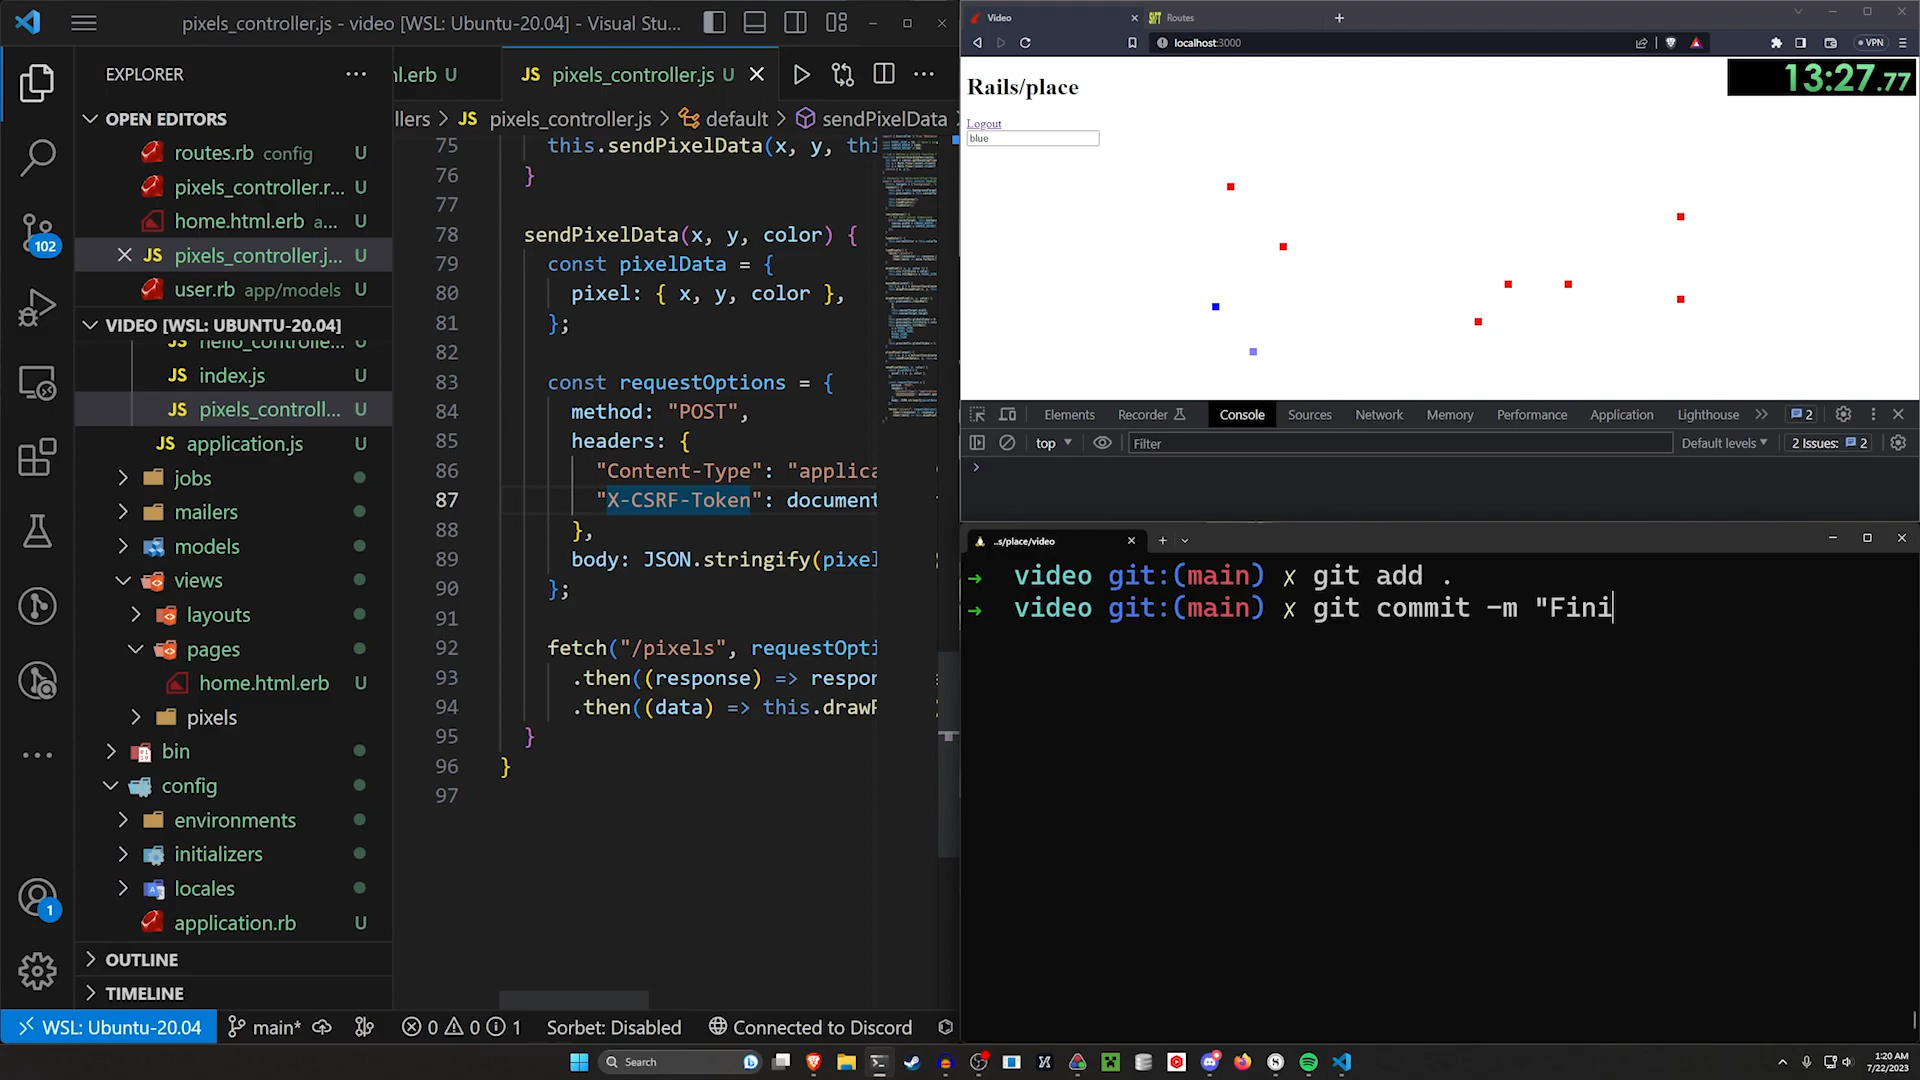 pixels_controller.js - video [WSL: Ubuntu-20.04] - Visual Stu...
EXPLORER
OPEN EDITORS
routes.rb config U
pixels_controller.r... U
home.html.erb a... U
pixels_controller.j... U
user.rb app/models U
VIDEO [WSL: UBUNTU-20.04]
hello_controlle... U
index.js U
pixels_controll... U
application.js U
jobs
mailers
models
views
layouts
pages
home.html.erb U
pixels
bin
config
environments
initializers
locales
application.rb U
OUTLINE
TIMELINE
102
1
nl.erb U
JS pixels_controller.js U
llers > JS pixels_controller.js > default > sendPixelData
75 this.sendPixelData(x, y, thi
76 }
77
78 sendPixelData(x, y, color) {
79 const pixelData = {
80 pixel: { x, y, color },
81 };
82
83 const requestOptions = {
84 method: "POST",
85 headers: {
86 "Content-Type": "applica
87 "X-CSRF-Token": document
88 },
89 body: JSON.stringify(pixel
90 };
91
92 fetch("/pixels", requestOpti
93 .then((response) => respon
94 .then((data) => this.drawP
95 }
96 }
97
WSL: Ubuntu-20.04 main* 0 0 1 Sorbet: Disabled Connected to Discord
Video
Routes
localhost:3000
VPN
13:27.77
Rails/place
Logout
blue
Elements Recorder Console Sources Network Memory Performance Application Lighthouse 2
top Filter Default levels 2 Issues: 2
..s/place/video
→ video git:(main) ✗ git add .
→ video git:(main) ✗ git commit -m "Fini
Search
1:20 AM
7/22/2023